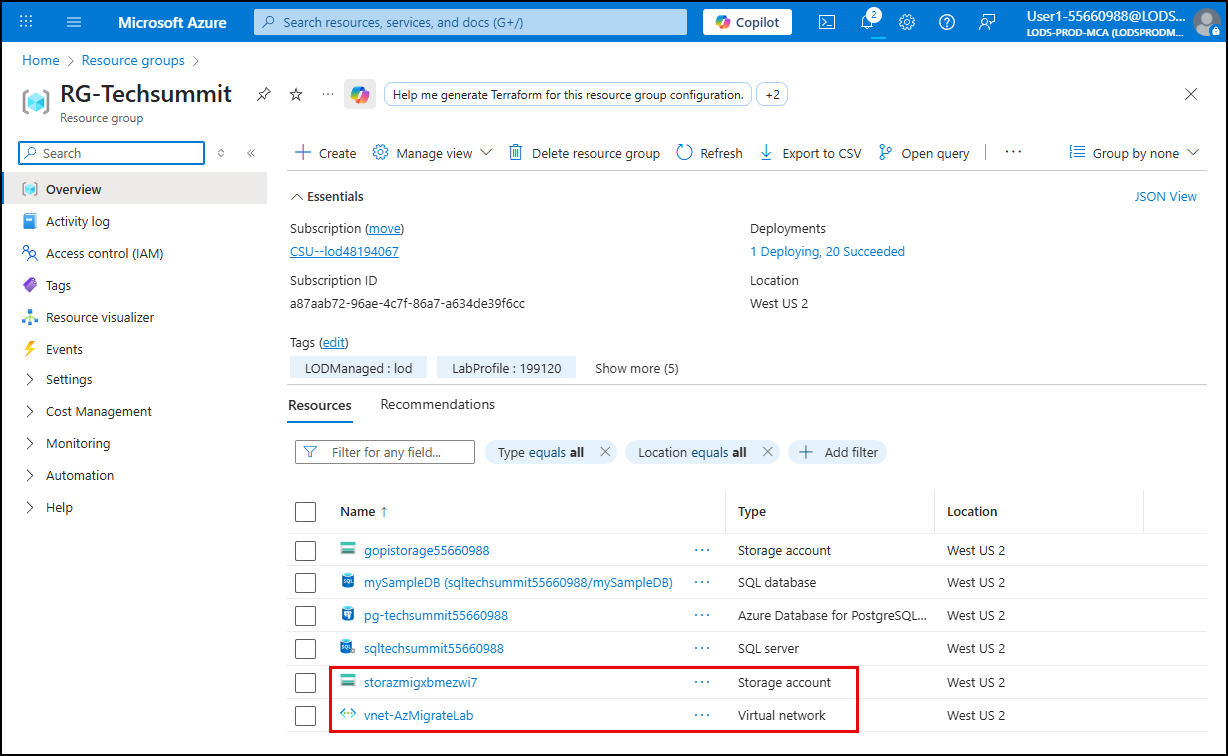 Microsoft Azure
Search resources, services, and docs (G+/)
Copilot
2
User1-55660988@LODS...
LODS-PROD-MCA (LODSPRODM...
Home > Resource groups >
RG-Techsummit
Resource group
Help me generate Terraform for this resource group configuration.
+2
Search
Create
Manage view
Delete resource group
Refresh
Export to CSV
Open query
Group by none
Overview
Activity log
Access control (IAM)
Tags
Resource visualizer
Events
Settings
Cost Management
Monitoring
Automation
Help
Essentials
JSON View
Subscription (move)
CSU--lod48194067
Subscription ID
a87aab72-96ae-4c7f-86a7-a634de39f6cc
Deployments
1 Deploying, 20 Succeeded
Location
West US 2
Tags (edit)
LODManaged : lod
LabProfile : 199120
Show more (5)
Resources
Recommendations
Filter for any field...
Type equals all
Location equals all
Add filter
Name ↑ Type Location
gopistorage55660988 ... Storage account West US 2
SQL mySampleDB (sqltechsummit55660988/mySampleDB) ... SQL database West US 2
pg-techsummit55660988 ... Azure Database for PostgreSQL... West US 2
SQL sqltechsummit55660988 ... SQL server West US 2
storazmigxbmezwi7 ... Storage account West US 2
vnet-AzMigrateLab ... Virtual network West US 2